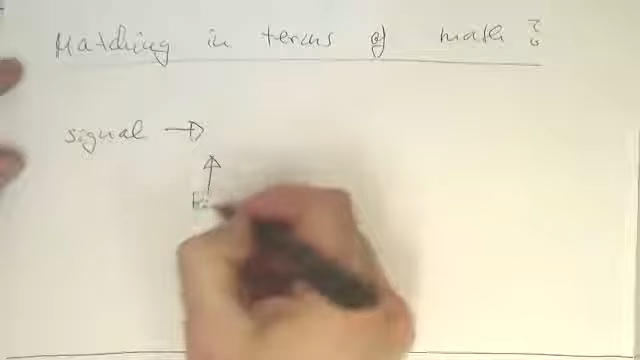 Matching in terms of math ?
signal →
↑